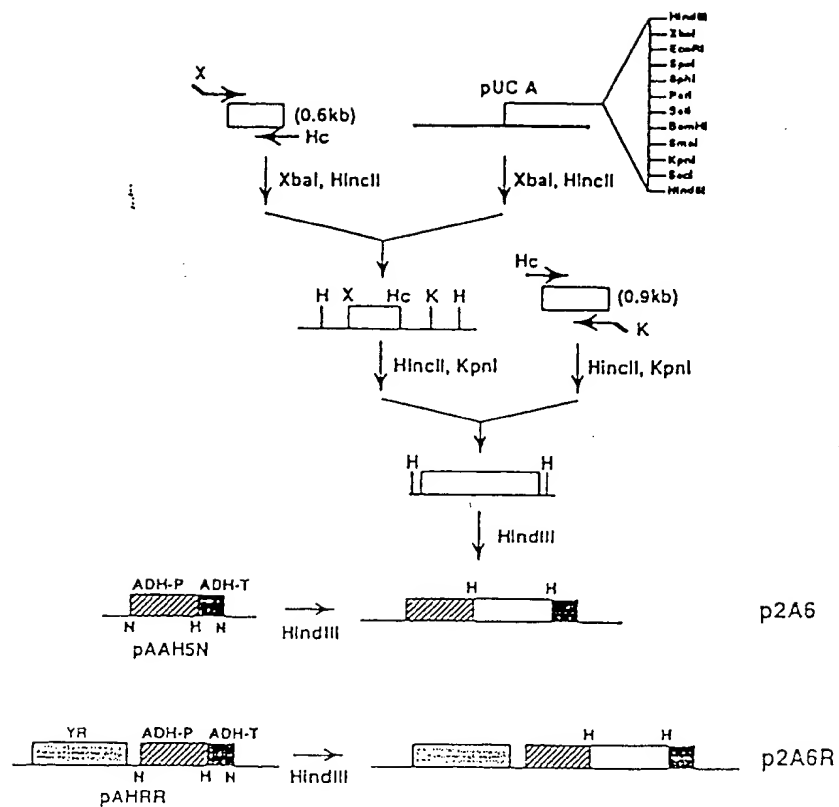 HindIII
XbaI
EcoRI
SpeI
SphI
PstI
SalI
BamHI
SmaI
KpnI
SacI
HindIII
pUC A
X
(0.6kb)
Hc
XbaI, HincII
XbaI, HincII
H X Hc K H
Hc
(0.9kb)
K
HincII, KpnI
HincII, KpnI
H H
HindIII
ADH-P ADH-T
N H N
pAAH5N
HindIII
H H
p2A6
YR ADH-P ADH-T
H H N
pAHRR
HindIII
H H
p2A6R